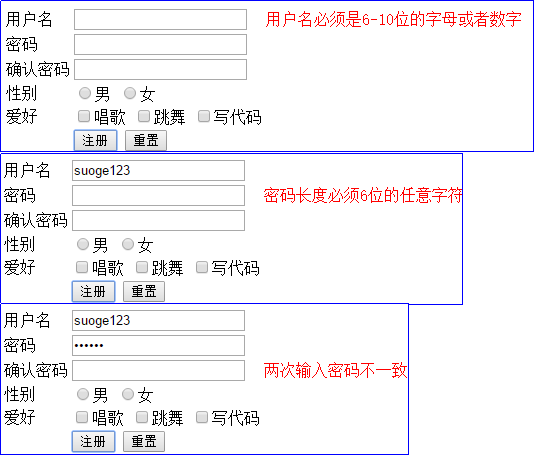 用户名 用户名必须是6-10位的字母或者数字
密码
确认密码
性别 男 女
爱好 唱歌 跳舞 写代码
注册 重置
用户名 suoge123
密码 密码长度必须6位的任意字符
确认密码
性别 男 女
爱好 唱歌 跳舞 写代码
注册 重置
用户名 suoge123
密码 ••••••
确认密码 两次输入密码不一致
性别 男 女
爱好 唱歌 跳舞 写代码
注册 重置